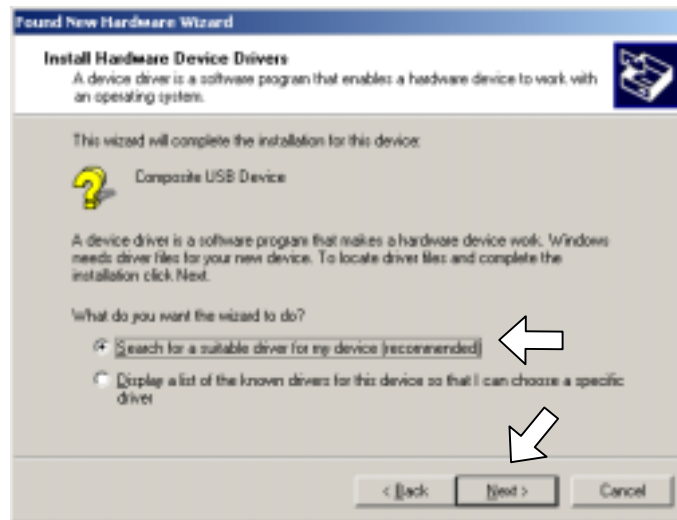 Found New Hardware Wizard
Install Hardware Device Drivers
A device driver is a software program that enables a hardware device to work with
an operating system.
This wizard will complete the installation for this device:
Composite USB Device
A device driver is a software program that makes a hardware device work. Windows
needs driver files for your new device. To locate driver files and complete the
installation click Next.
What do you want the wizard to do?
Search for a suitable driver for my device (recommended)
Display a list of the known drivers for this device so that I can choose a specific
driver
< Back
Next >
Cancel